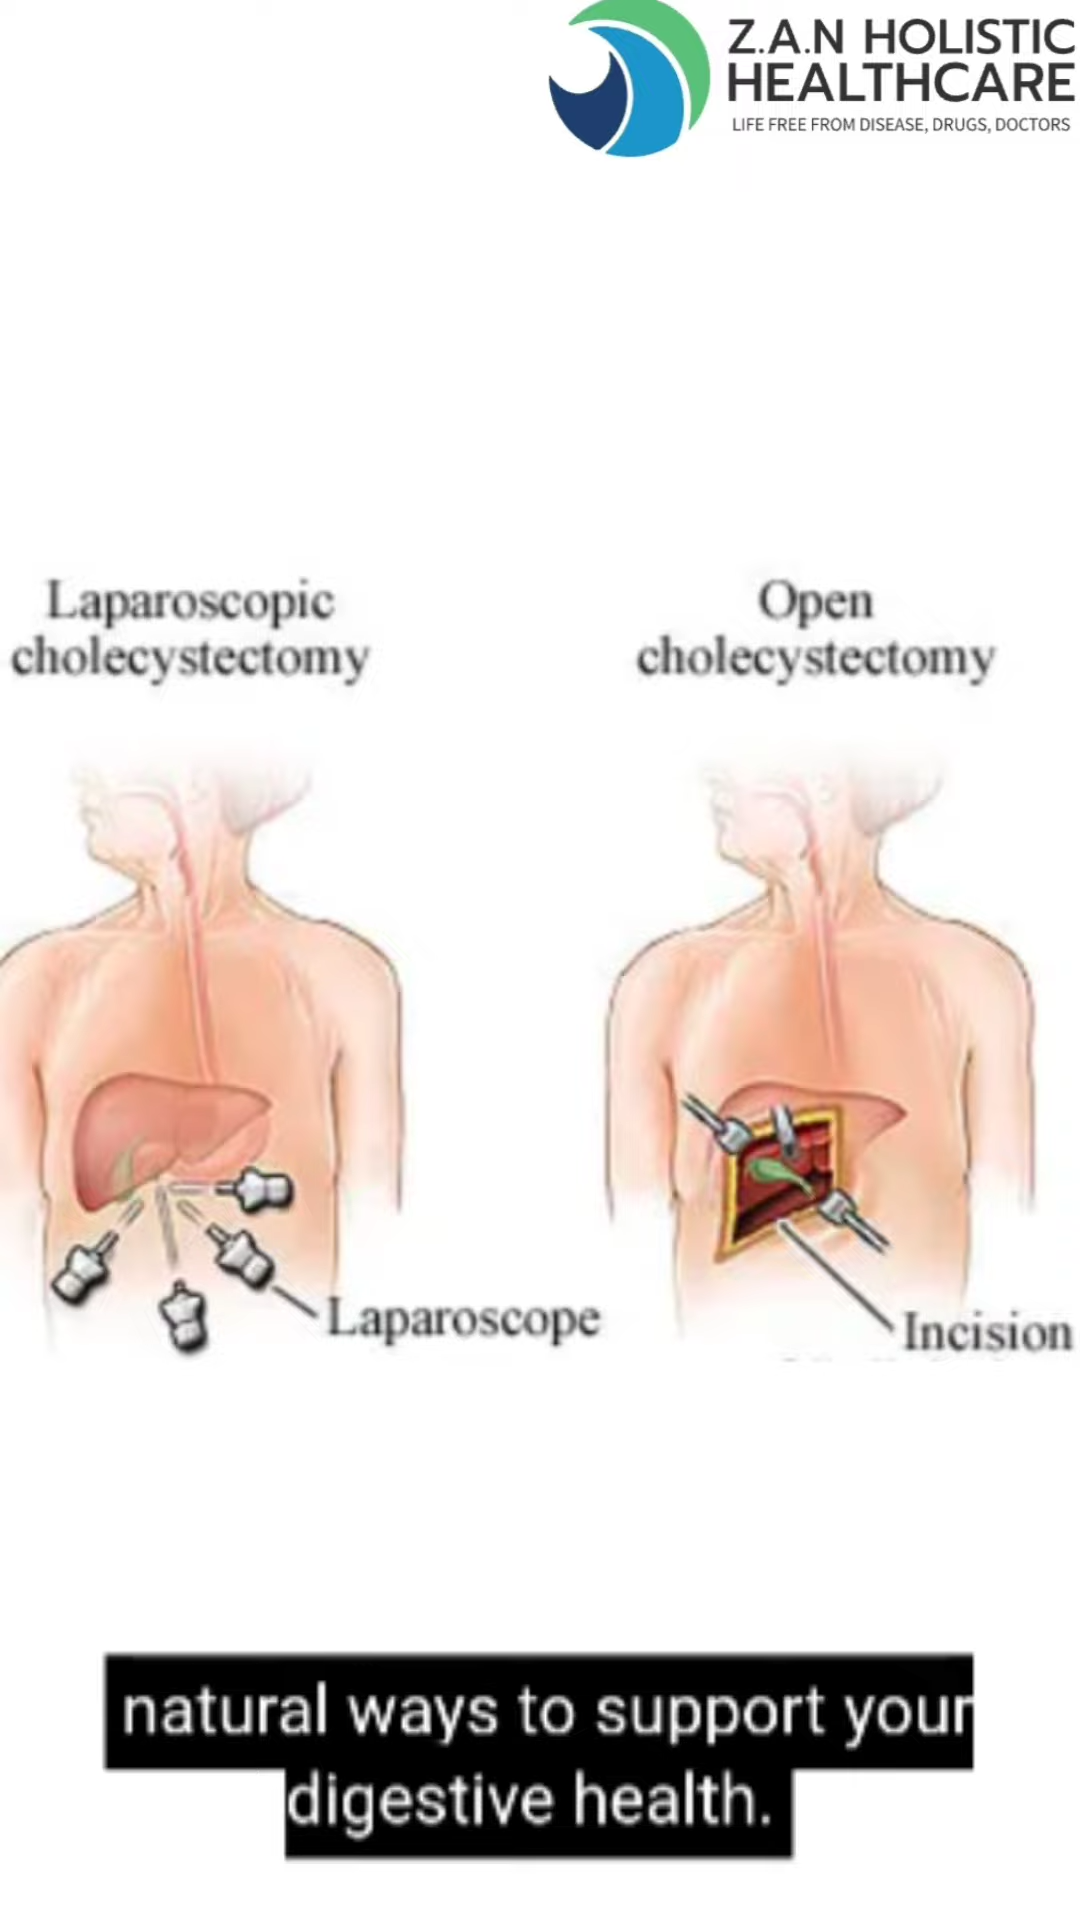 Z.A.N HOLISTIC
HEALTHCARE
LIFE FREE FROM DISEASE, DRUGS, DOCTORS
Laparoscopic
cholecystectomy
Open
cholecystectomy
Laparoscope
Incision
natural ways to support your
digestive health.